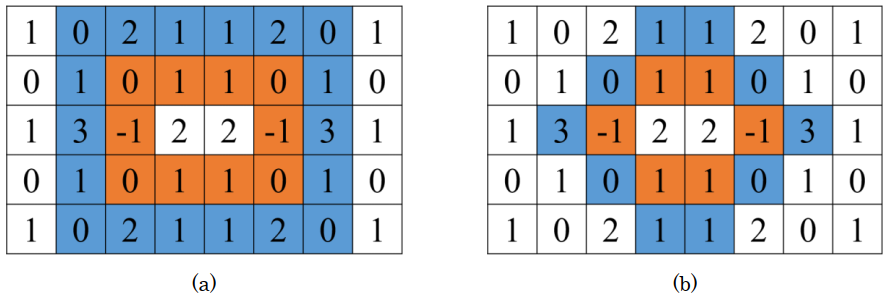 1 0 2 1 1 2 0 1 1 0 2 1 1 2 0 1
0 1 0 1 1 0 1 0 0 1 0 1 1 0 1 0
1 3 -1 2 2 -1 3 1 1 3 -1 2 2 -1 3 1
0 1 0 1 1 0 1 0 0 1 0 1 1 0 1 0
1 0 2 1 1 2 0 1 1 0 2 1 1 2 0 1
(a) (b)